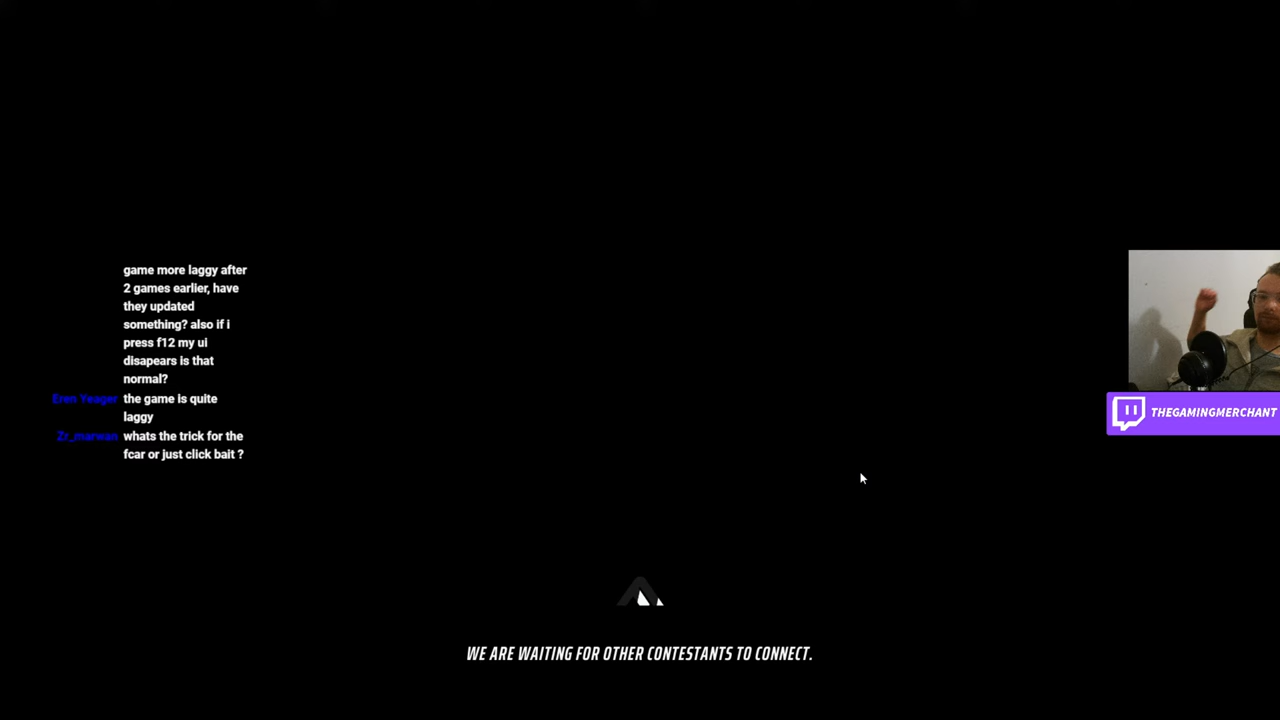 game more laggy after
2 games earlier, have
they updated
something? also if i
press f12 my ui
disapears is that
normal?
Eren Yeager the game is quite
laggy
Zr_marwan whats the trick for the
fcar or just click bait ?
THEGAMINGMERCHANT
WE ARE WAITING FOR OTHER CONTESTANTS TO CONNECT.